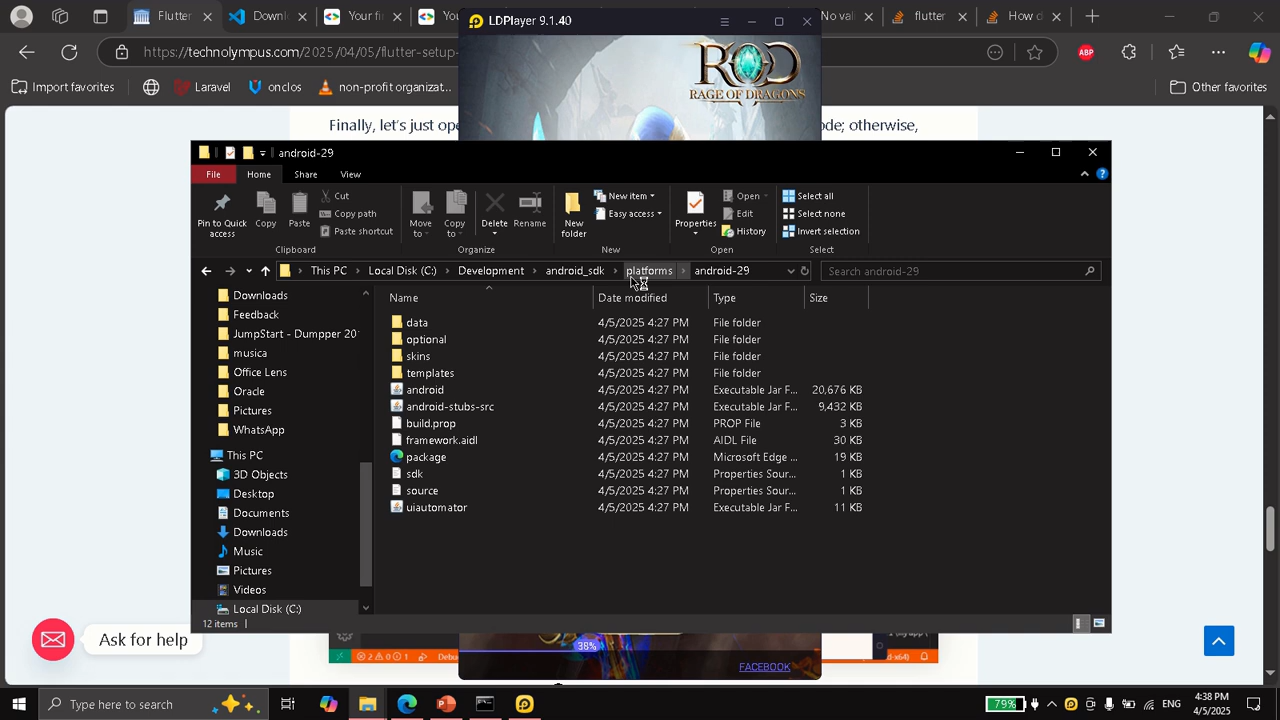 Flutter
Downl
Your fi
LDPlayer 9.1.40
No val
flutter
How d
https://technolympus.com/2025/04/05/flutter-setup-
ABP
Import favorites
Laravel
onclos
non-profit organizat...
Other favorites
ROD
RAGE OF DRAGONS
Finally, let's just ope
ode; otherwise,
android-29
File
Home
Share
View
Pin to Quick access
Copy
Paste
Cut
Copy path
Paste shortcut
Clipboard
Move to
Copy to
Delete
Rename
Organize
New folder
New item
Easy access
New
Properties
Open
Edit
History
Open
Select all
Select none
Invert selection
Select
This PC
Local Disk (C:)
Development
android_sdk
platforms
android-29
Search android-29
Downloads
Feedback
JumpStart - Dumpper 20
musica
Office Lens
Oracle
Pictures
WhatsApp
This PC
3D Objects
Desktop
Documents
Downloads
Music
Pictures
Videos
Local Disk (C:)
Name Date modified Type Size
data 4/5/2025 4:27 PM File folder
optional 4/5/2025 4:27 PM File folder
skins 4/5/2025 4:27 PM File folder
templates 4/5/2025 4:27 PM File folder
android 4/5/2025 4:27 PM Executable Jar F... 20,676 KB
android-stubs-src 4/5/2025 4:27 PM Executable Jar F... 9,432 KB
build.prop 4/5/2025 4:27 PM PROP File 3 KB
framework.aidl 4/5/2025 4:27 PM AIDL File 30 KB
package 4/5/2025 4:27 PM Microsoft Edge ... 19 KB
sdk 4/5/2025 4:27 PM Properties Sour... 1 KB
source 4/5/2025 4:27 PM Properties Sour... 1 KB
uiautomator 4/5/2025 4:27 PM Executable Jar F... 11 KB
12 items
Ask for help
38%
FACEBOOK
2 0 1
Debu
Type here to search
79%
ENG
4:38 PM
4/5/2025